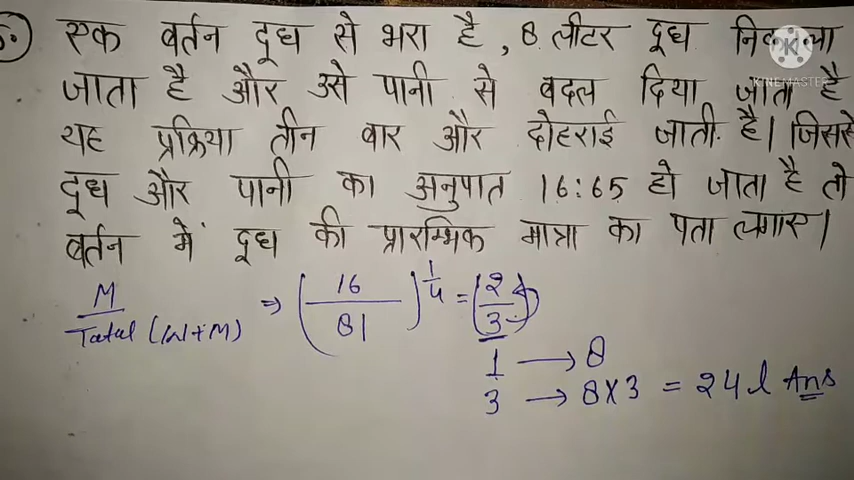 एक बर्तन दूध से भरा है, 8 लीटर दूध
जाता है और उसे पानी से बदल दिया जाता है
यह प्रक्रिया तीन बार और दोहराई जाती है। जिससे
दूध और पानी का अनुपात 16:65 हो जाता है तो
बर्तन में दूध की प्रारम्भिक मात्रा का पता लगाए।
M/Total (W+M) ⇒ (16/81)^1/4 = (2/3)
1 → 8
3 → 8×3 = 24 l Ans
K
KINEMASTER